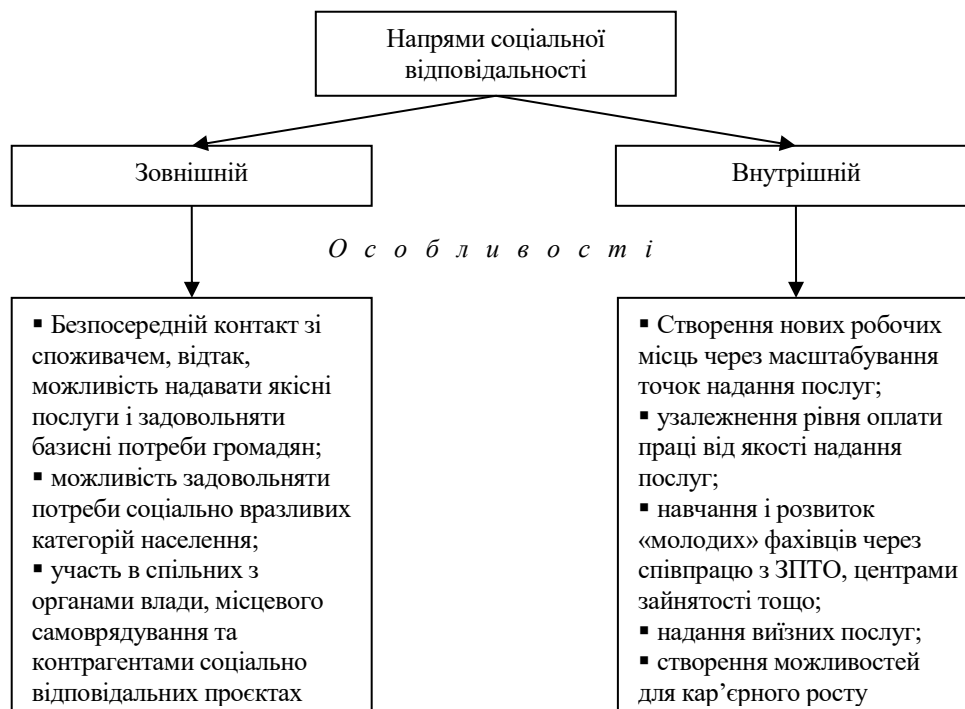 Напрями соціальної
відповідальності
Зовнішній
Внутрішній
О с о б л и в о с т і
▪ Безпосередній контакт зі
споживачем, відтак,
можливість надавати якісні
послуги і задовольняти
базисні потреби громадян;
▪ можливість задовольняти
потреби соціально вразливих
категорій населення;
▪ участь в спільних з
органами влади, місцевого
самоврядування та
контрагентами соціально
відповідальних проєктах
▪ Створення нових робочих
місць через масштабування
точок надання послуг;
▪ узалежнення рівня оплати
праці від якості надання
послуг;
▪ навчання і розвиток
«молодих» фахівців через
співпрацю з ЗПТО, центрами
зайнятості тощо;
▪ надання виїзних послуг;
▪ створення можливостей
для кар’єрного росту